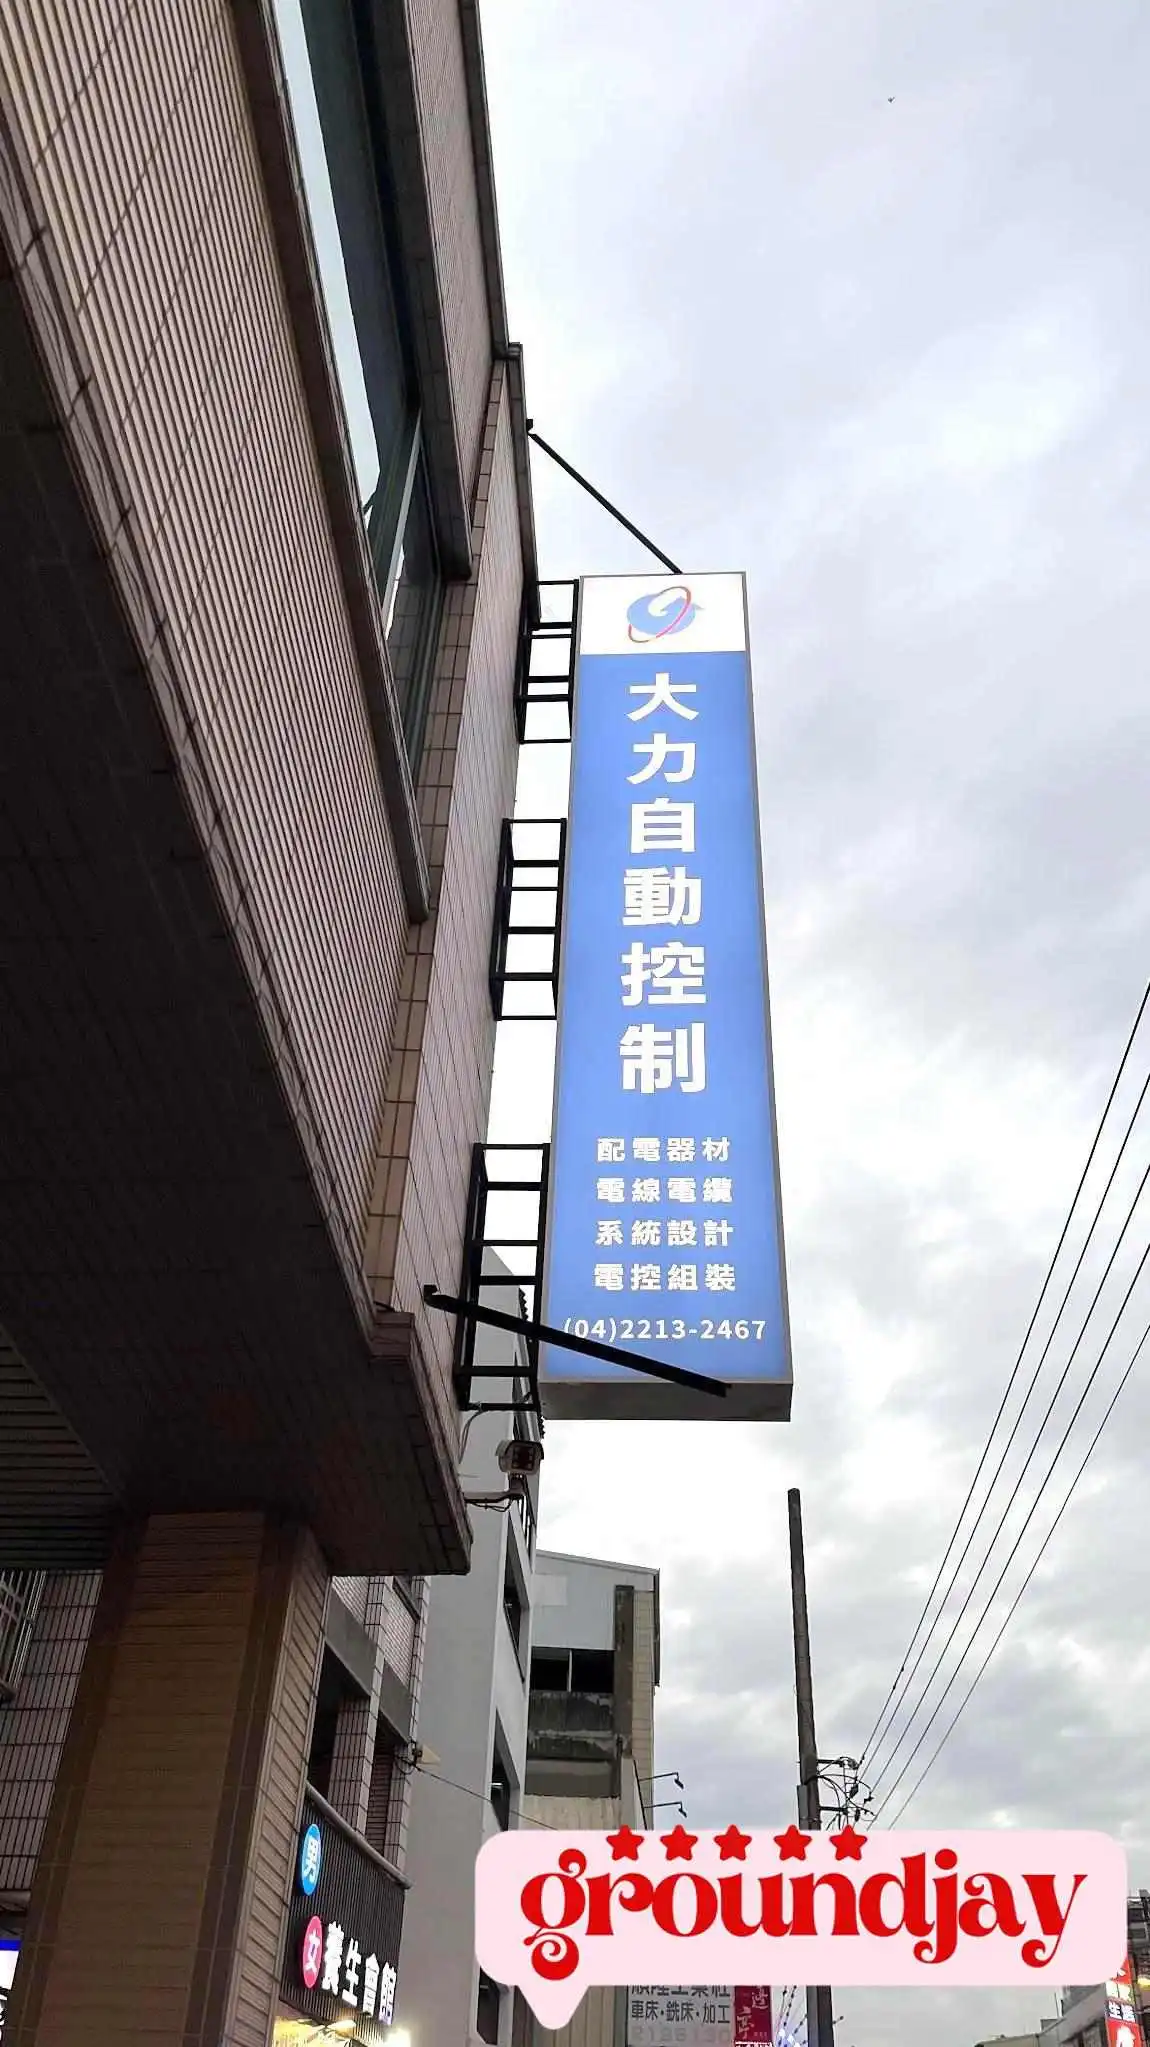 大力自動控制
配電器材
電線電纜
系統設計
電控組裝
(04)2213-2467
男
女
養生會館
車床·銑床·加工
groundjay
生活